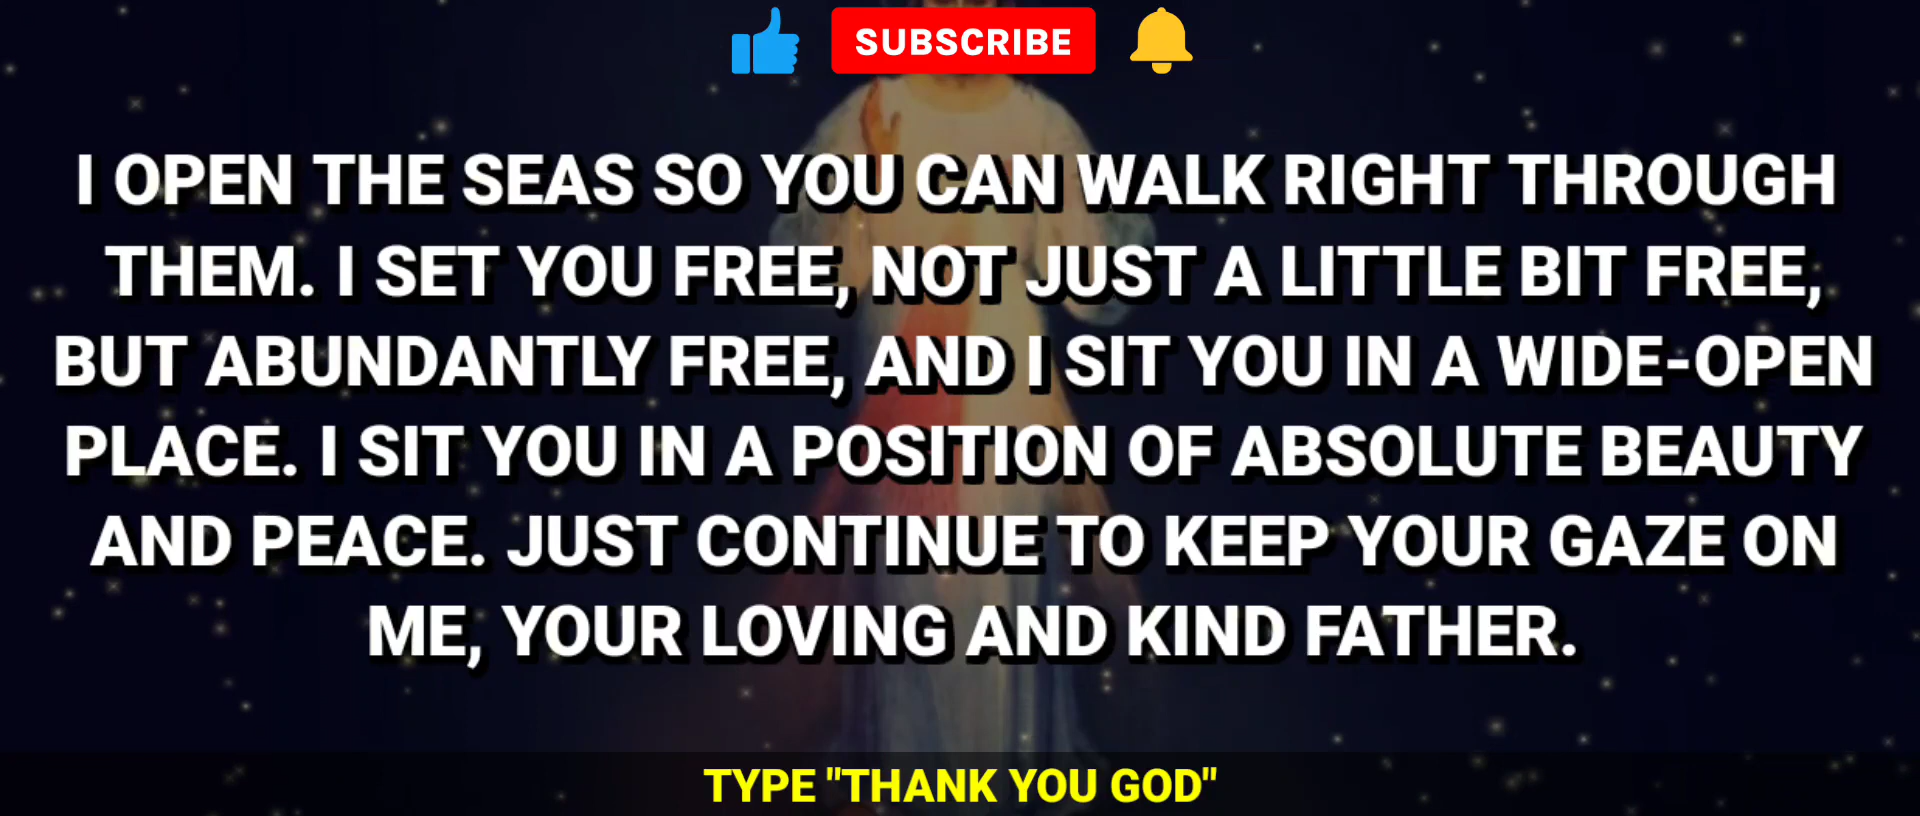 SUBSCRIBE
I OPEN THE SEAS SO YOU CAN WALK RIGHT THROUGH
THEM. I SET YOU FREE, NOT JUST A LITTLE BIT FREE,
BUT ABUNDANTLY FREE, AND I SIT YOU IN A WIDE-OPEN
PLACE. I SIT YOU IN A POSITION OF ABSOLUTE BEAUTY
AND PEACE. JUST CONTINUE TO KEEP YOUR GAZE ON
ME, YOUR LOVING AND KIND FATHER.
TYPE "THANK YOU GOD"